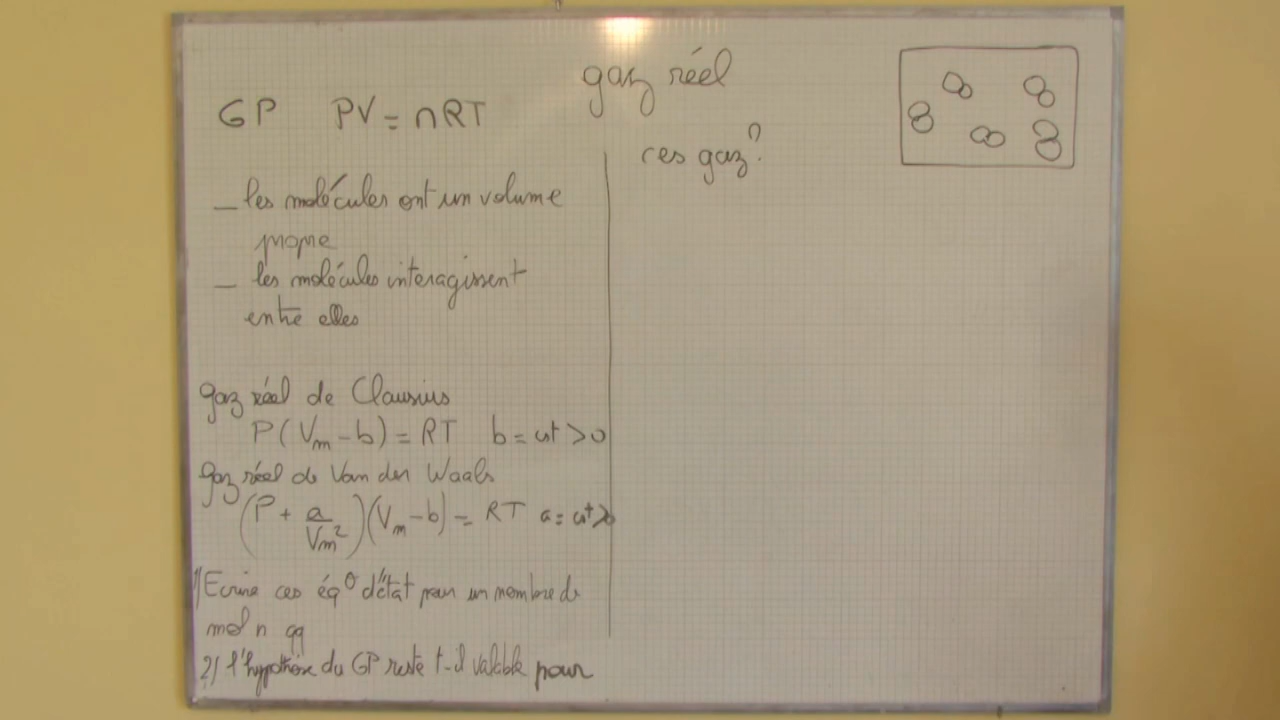 gaz réel
GP PV = nRT
_ les molécules ont un volume
propre
_ les molécules interagissent
entre elles
gaz réel de Clausius
P(Vm - b) = RT b = cst > 0
gaz réel de Van der Waals
(P + a/Vm²)(Vm - b) = RT a = cst > 0
1) Ecrire ces éq° d'état pour un nombre de
mol n qq
2) l'hypothèse du GP reste t-il valable pour
ces gaz?